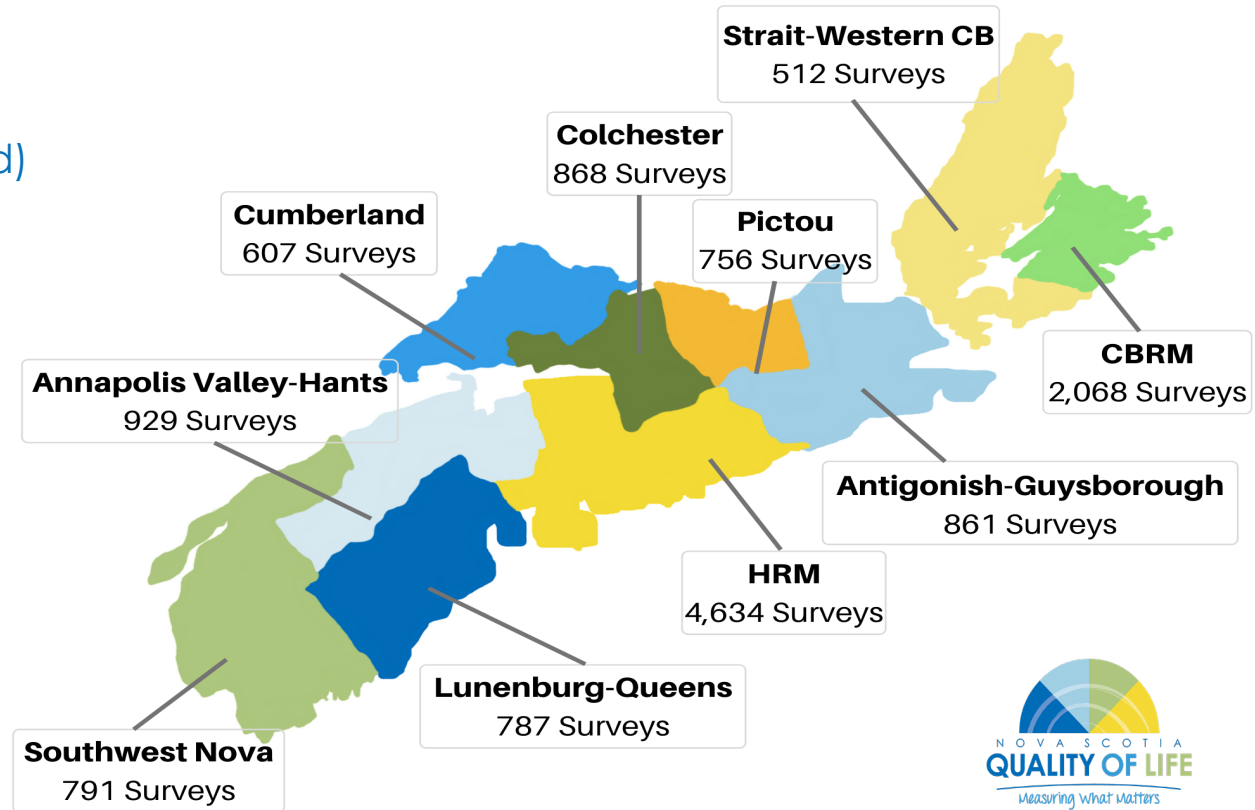 d)
Strait-Western CB
512 Surveys
Colchester
868 Surveys
Cumberland
607 Surveys
Pictou
756 Surveys
CBRM
2,068 Surveys
Annapolis Valley-Hants
929 Surveys
Antigonish-Guysborough
861 Surveys
HRM
4,634 Surveys
Lunenburg-Queens
787 Surveys
Southwest Nova
791 Surveys
NOVA SCOTIA
QUALITY OF LIFE
Measuring What Matters